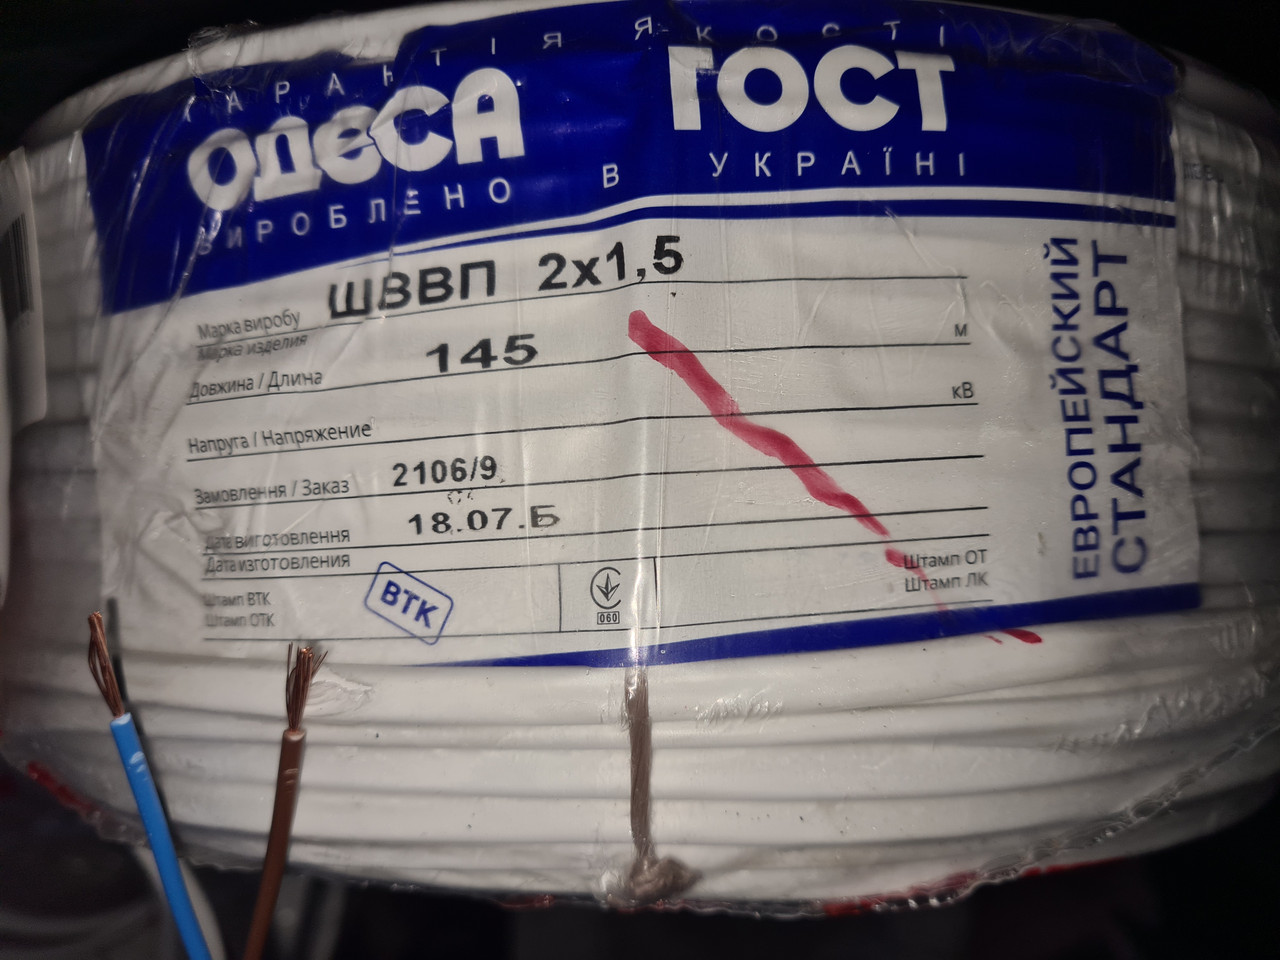 ГАРАНТІЯ ЯКОСТІ
ОДеСА ГОСТ
ВИРОБЛЕНО В УКРАЇНІ
Марка виробу ШВВП 2х1,5
Марка изделия
Довжина / Длина 145 м
Напруга / Напряжение кВ
Замовлення / Заказ 2106/9
Дата виготовлення 18.07.Б
Дата изготовления
Штамп ВТК ВТК Штамп ОТ
Штамп ОТК 060 Штамп ЛК
ЕВРОПЕЙСКИЙ
СТАНДАРТ